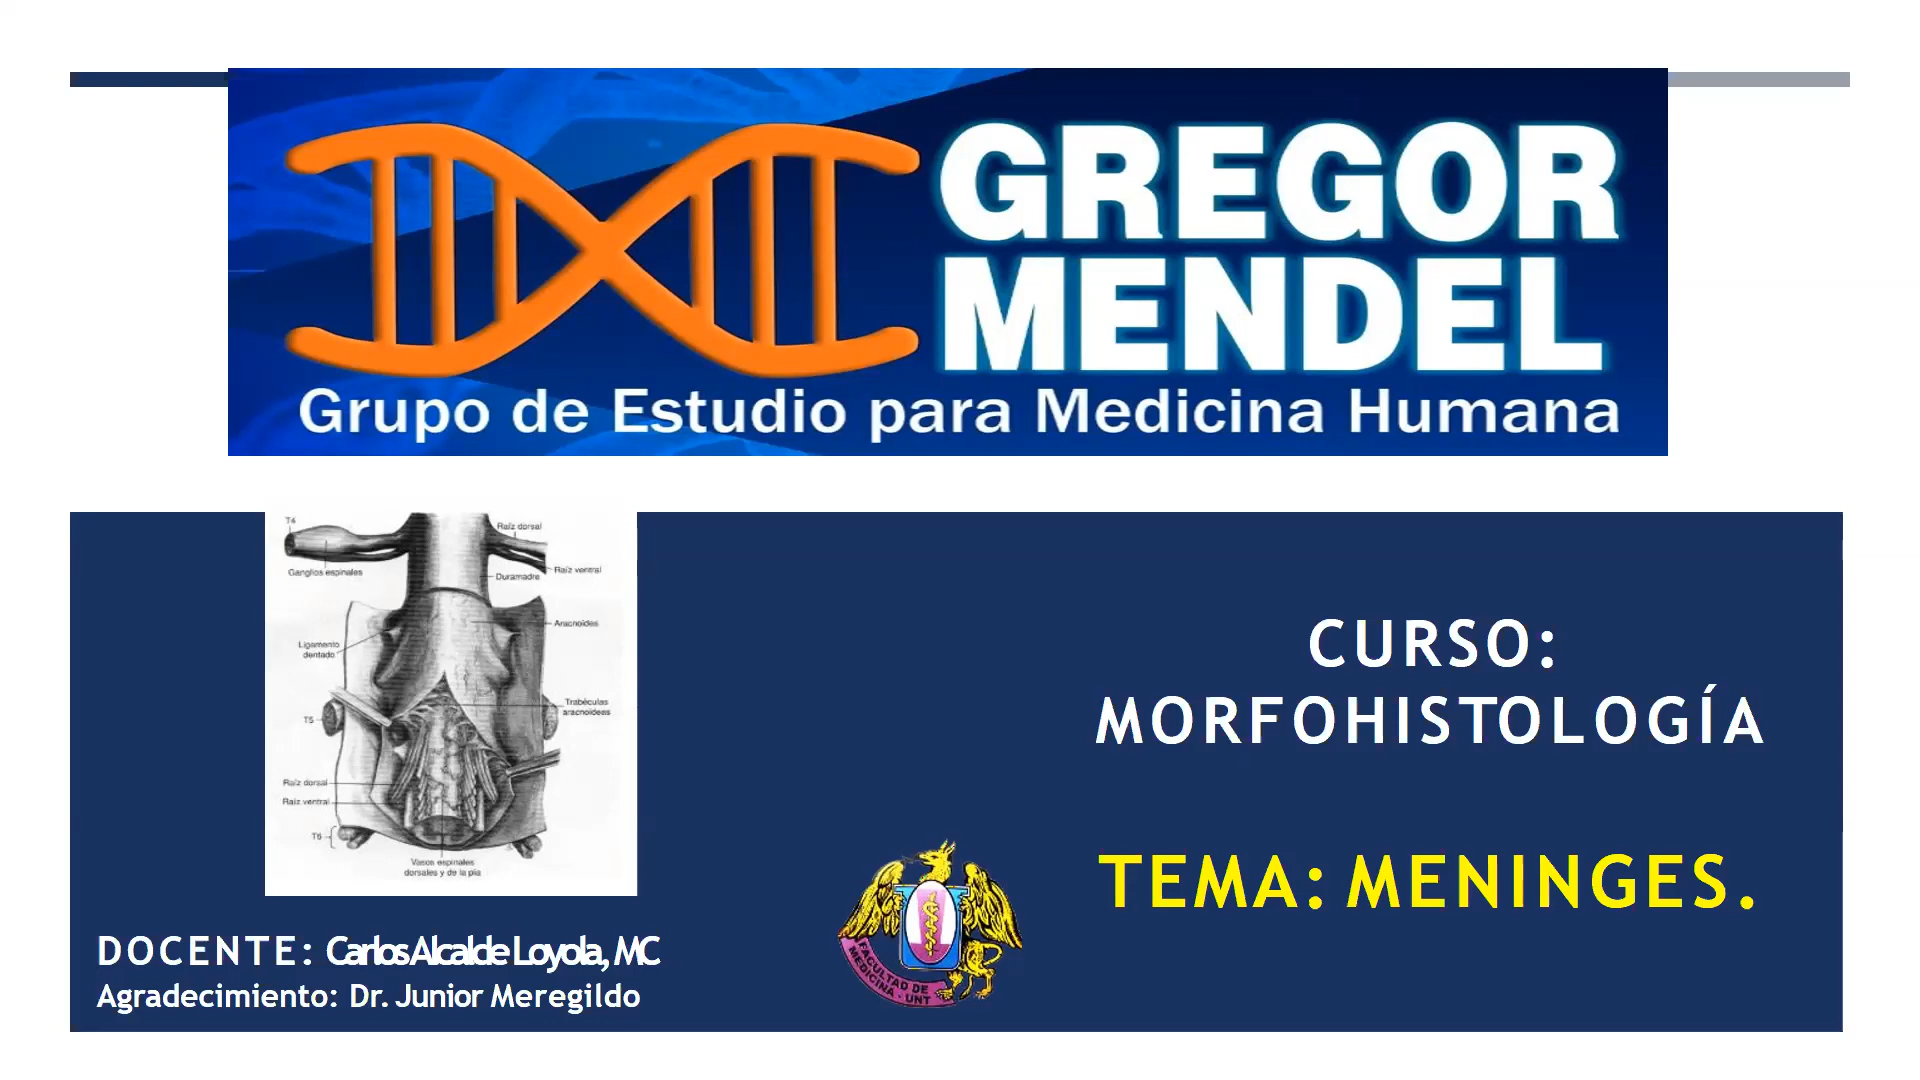 GREGOR
MENDEL
Grupo de Estudio para Medicina Humana
T4
Raíz dorsal
Ganglios espinales
Raíz ventral
Duramadre
Aracnoides
Ligamento
dentado
Trabéculas
aracnoideas
T5
Raíz dorsal
Raíz ventral
T6
Vasos espinales
dorsales y de la pia
CURSO:
MORFOHISTOLOGÍA
TEMA: MENINGES.
FACULTAD DE
MEDICINA - UNT
DOCENTE: Carlos Alcalde Loyola, MC
Agradecimiento: Dr. Junior Meregildo